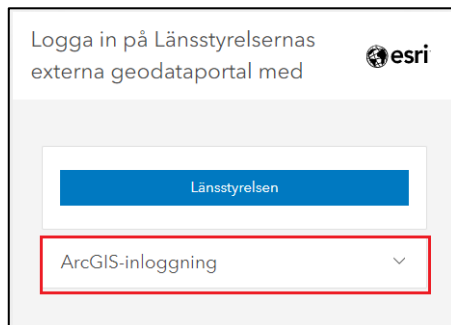 Logga in på Länsstyrelsernas
externa geodataportal med
esri
Länsstyrelsen
ArcGIS-inloggning